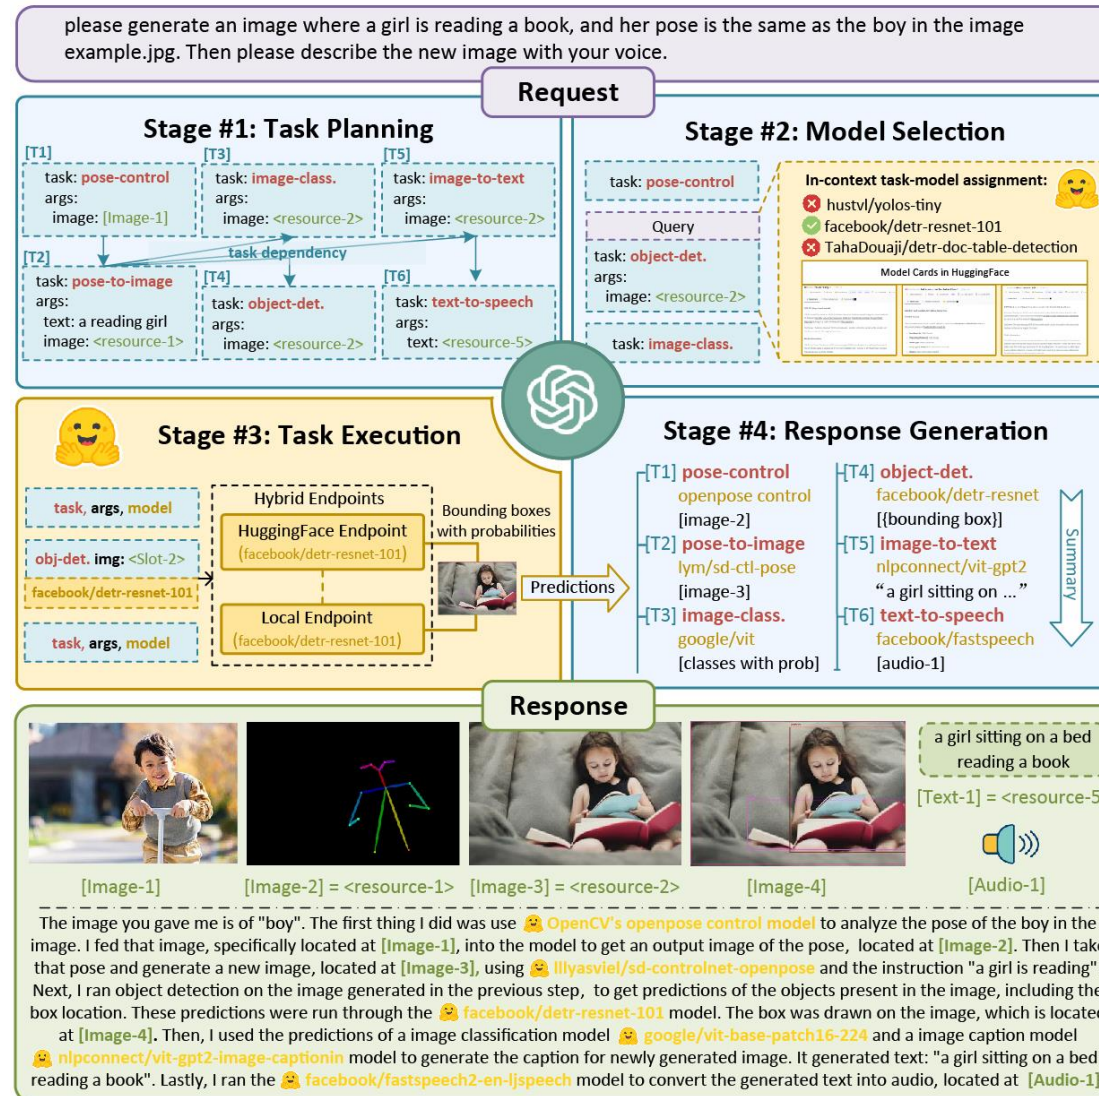 please generate an image where a girl is reading a book, and her pose is the same as the boy in the image
example.jpg. Then please describe the new image with your voice.
Request
Stage #1: Task Planning
[T1]
task: pose-control
args:
image: [Image-1]
[T3]
task: image-class.
args:
image: <resource-2>
[T5]
task: image-to-text
args:
image: <resource-2>
task dependency
[T2]
task: pose-to-image
args:
text: a reading girl
image: <resource-1>
[T4]
task: object-det.
args:
image: <resource-2>
[T6]
task: text-to-speech
args:
text: <resource-5>
Stage #2: Model Selection
task: pose-control
Query
task: object-det.
args:
image: <resource-2>
task: image-class.
In-context task-model assignment:
hustvl/yolos-tiny
facebook/detr-resnet-101
TahaDouaji/detr-doc-table-detection
Model Cards in HuggingFace
Stage #3: Task Execution
task, args, model
obj-det. img: <Slot-2>
facebook/detr-resnet-101
task, args, model
Hybrid Endpoints
HuggingFace Endpoint
(facebook/detr-resnet-101)
Local Endpoint
(facebook/detr-resnet-101)
Bounding boxes
with probabilities
Predictions
Stage #4: Response Generation
[T1] pose-control
openpose control
[image-2]
[T2] pose-to-image
lym/sd-ctl-pose
[image-3]
[T3] image-class.
google/vit
[classes with prob]
[T4] object-det.
facebook/detr-resnet
[{bounding box}]
[T5] image-to-text
nlpconnect/vit-gpt2
“a girl sitting on ...”
[T6] text-to-speech
facebook/fastspeech
[audio-1]
Summary
Response
a girl sitting on a bed
reading a book
[Text-1] = <resource-5
[Image-1]
[Image-2] = <resource-1>
[Image-3] = <resource-2>
[Image-4]
[Audio-1]
The image you gave me is of "boy". The first thing I did was use OpenCV's openpose control model to analyze the pose of the boy in the
image. I fed that image, specifically located at [Image-1], into the model to get an output image of the pose, located at [Image-2]. Then I take
that pose and generate a new image, located at [Image-3], using lllyasviel/sd-controlnet-openpose and the instruction "a girl is reading"
Next, I ran object detection on the image generated in the previous step, to get predictions of the objects present in the image, including the
box location. These predictions were run through the facebook/detr-resnet-101 model. The box was drawn on the image, which is located
at [Image-4]. Then, I used the predictions of a image classification model google/vit-base-patch16-224 and a image caption model
nlpconnect/vit-gpt2-image-captionin model to generate the caption for newly generated image. It generated text: "a girl sitting on a bed
reading a book". Lastly, I ran the facebook/fastspeech2-en-ljspeech model to convert the generated text into audio, located at [Audio-1]